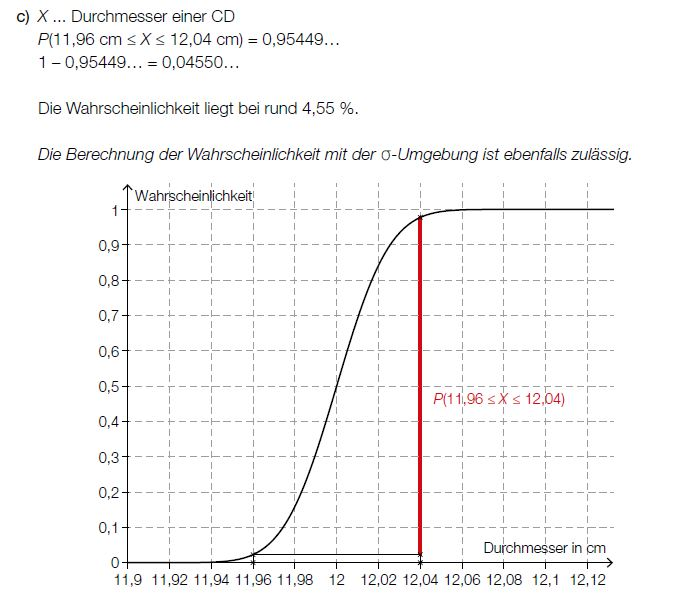 c) X ... Durchmesser einer CD
P(11,96 cm ≤ X ≤ 12,04 cm) = 0,95449…
1 – 0,95449… = 0,04550…
Die Wahrscheinlichkeit liegt bei rund 4,55 %.
Die Berechnung der Wahrscheinlichkeit mit der σ-Umgebung ist ebenfalls zulässig.
Wahrscheinlichkeit
1
0,9
0,8
0,7
0,6
0,5
P(11,96 ≤ X ≤ 12,04)
0,4
0,3
0,2
0,1
Durchmesser in cm
0
11,9 11,92 11,94 11,96 11,98 12 12,02 12,04 12,06 12,08 12,1 12,12